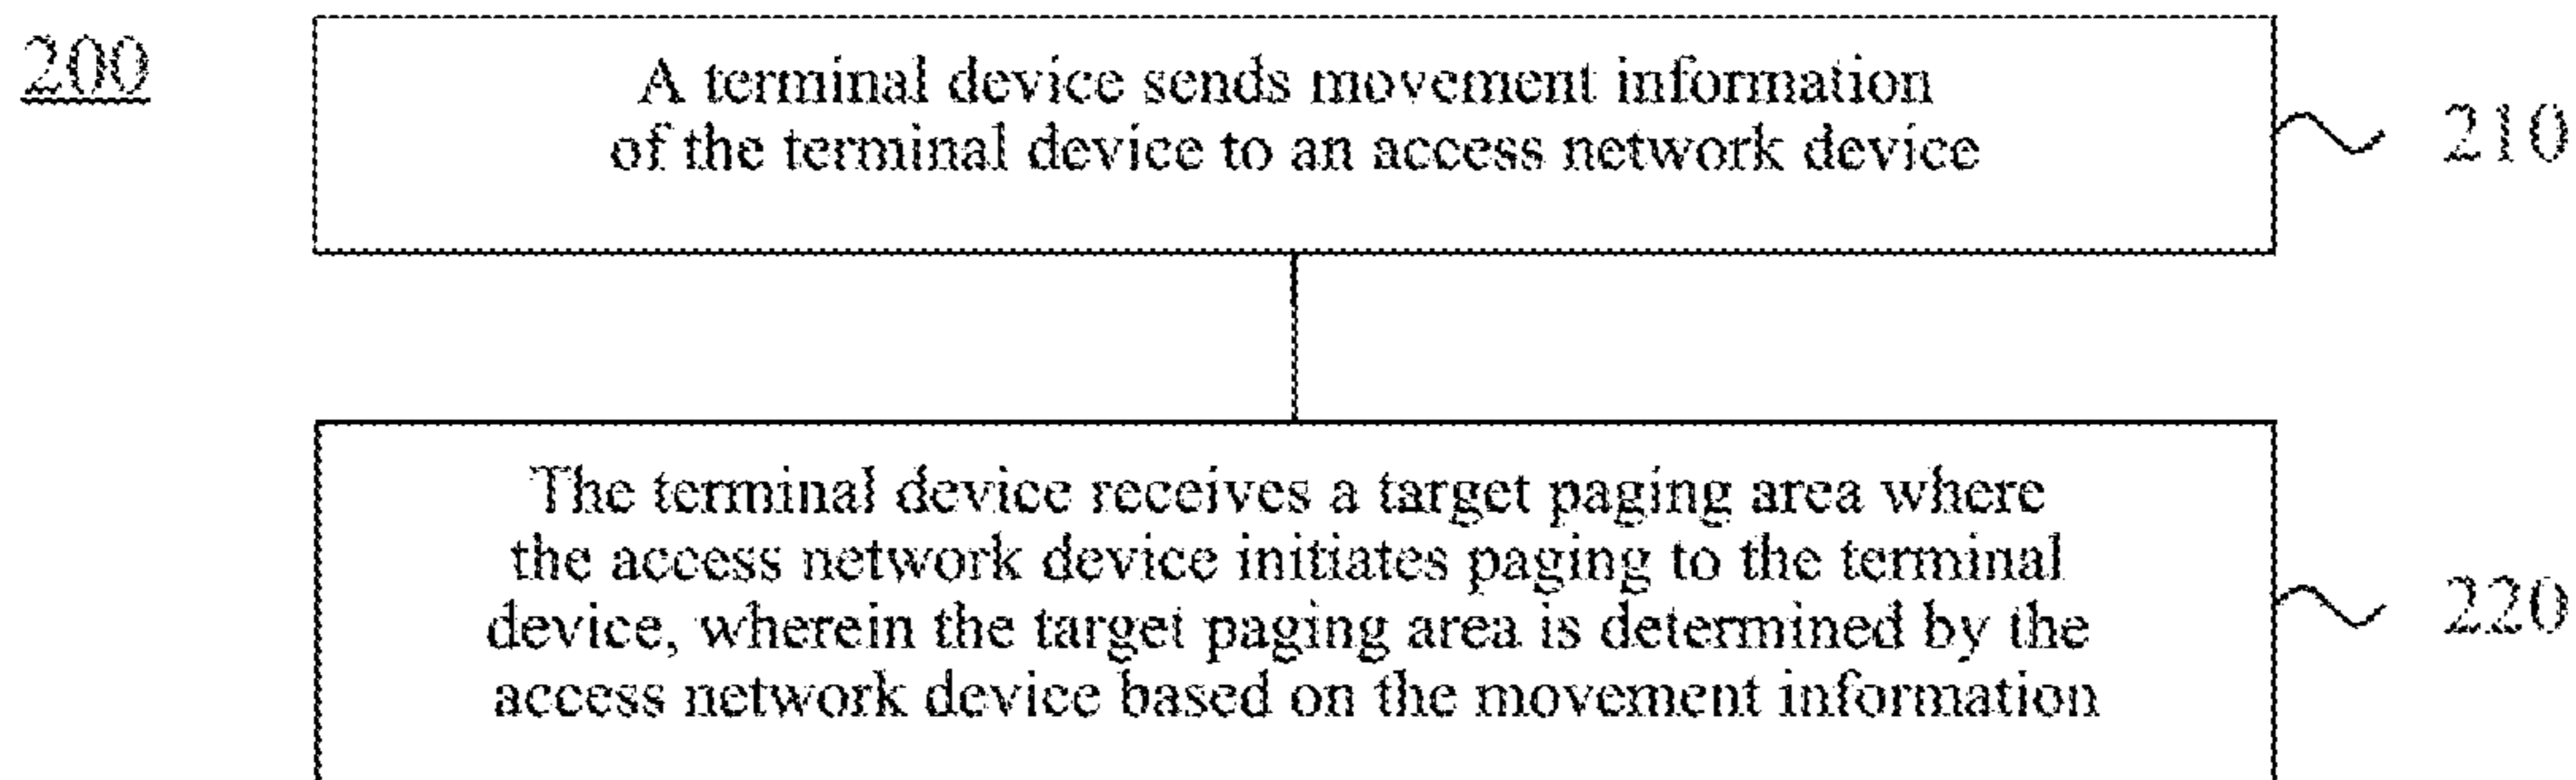 200
A terminal device sends movement information
of the terminal device to an access network device
210
The terminal device receives a target paging area where
the access network device initiates paging to the terminal
device, wherein the target paging area is determined by the
access network device based on the movement information
220